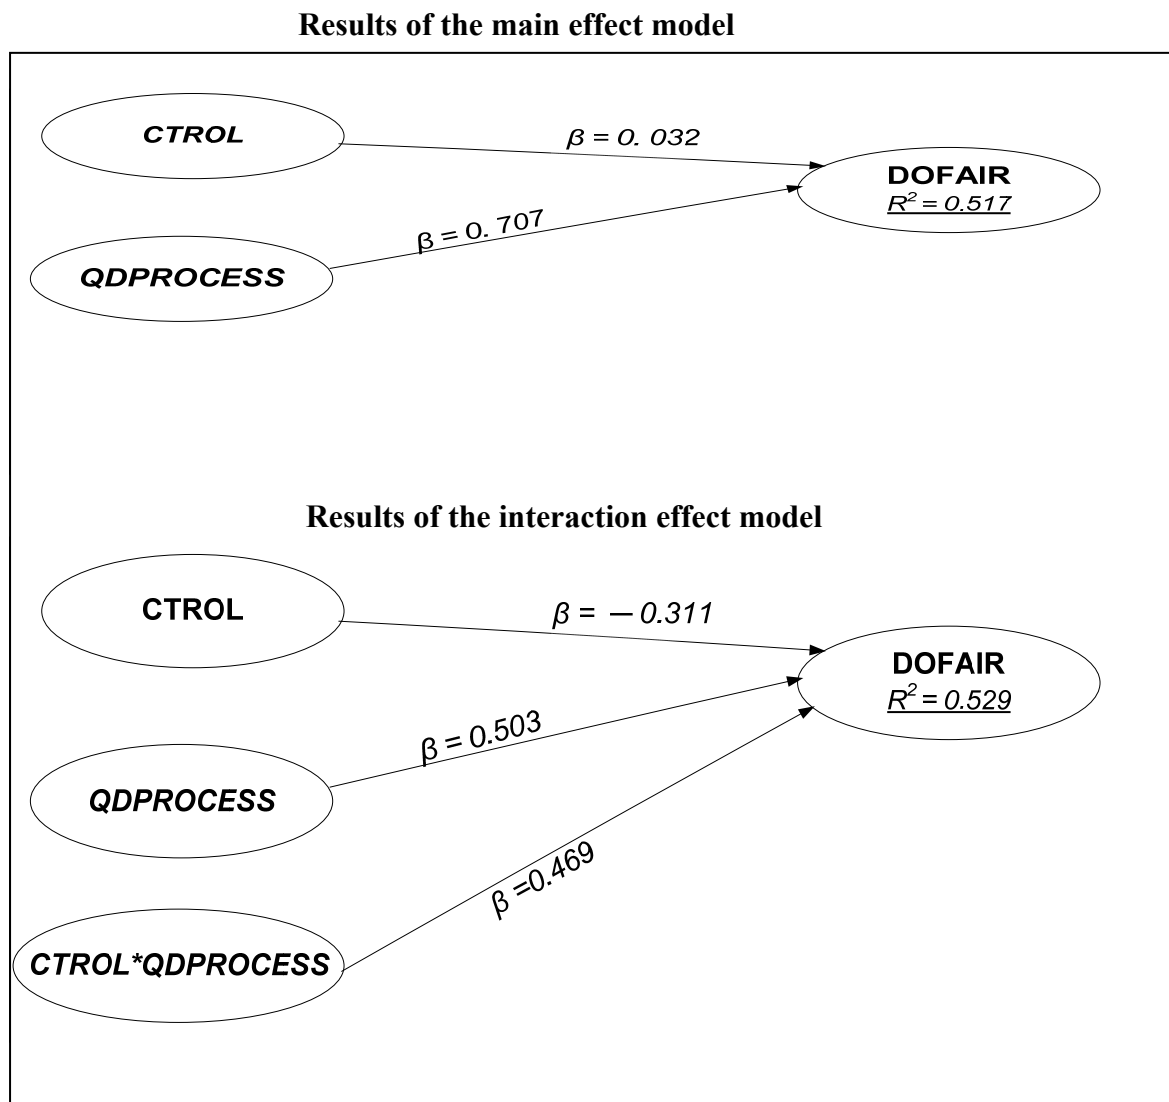 Results of the main effect model
CTROL
β = 0. 032
DOFAIR
R² = 0.517
β = 0. 707
QDPROCESS
Results of the interaction effect model
CTROL
β = — 0.311
DOFAIR
R² = 0.529
β = 0.503
QDPROCESS
β =0.469
CTROL*QDPROCESS